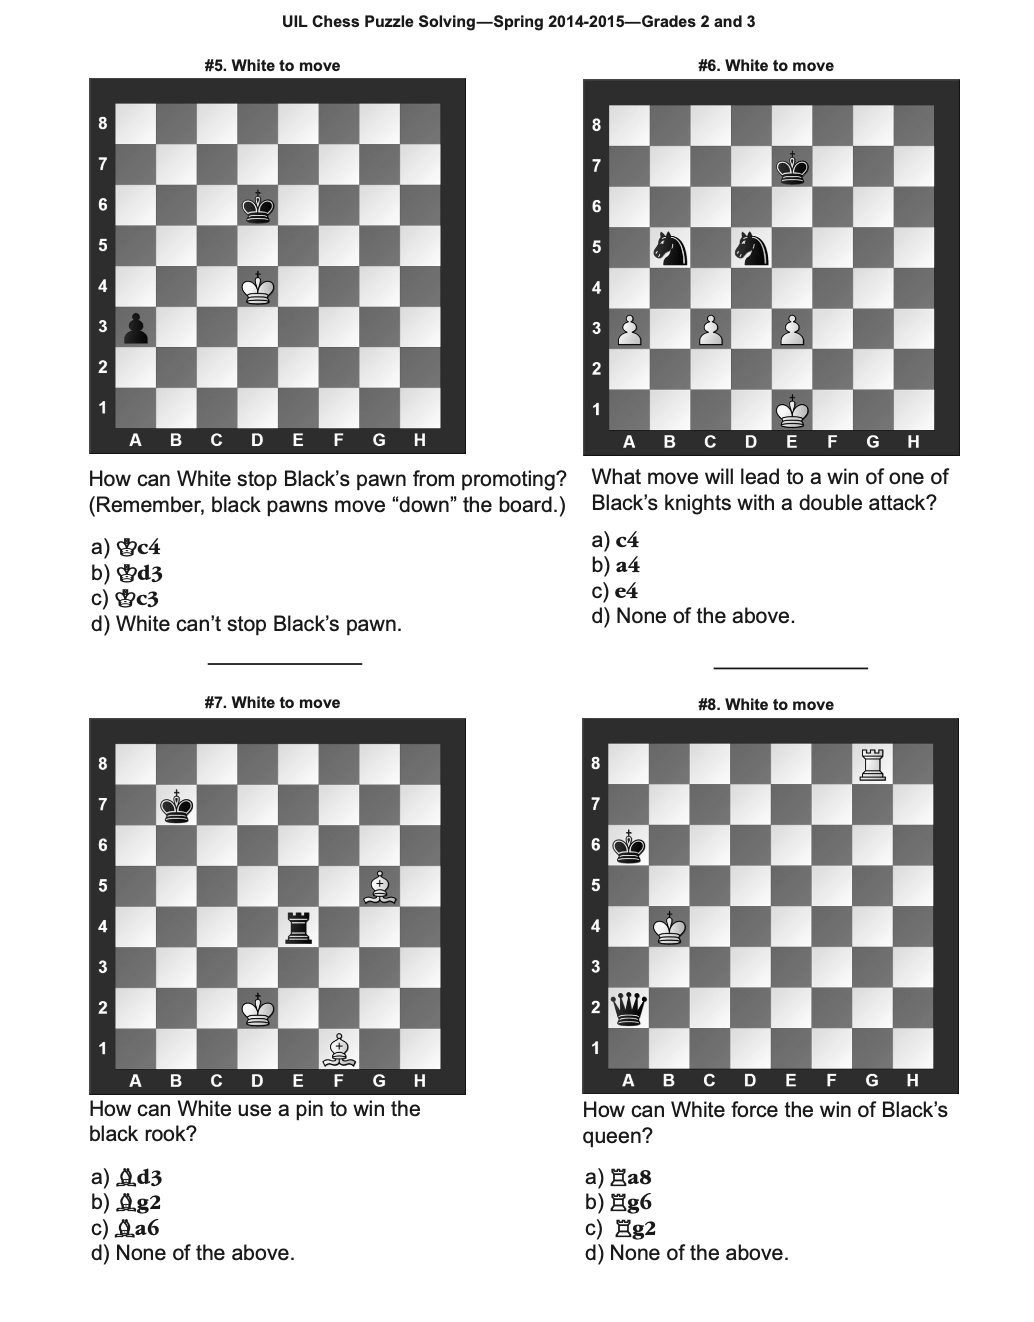 UIL Chess Puzzle Solving—Spring 2014-2015—Grades 2 and 3
#5. White to move
8
7
6
5
4
3
2
1
A B C D E F G H
How can White stop Black’s pawn from promoting?
(Remember, black pawns move “down” the board.)
a) ♔c4
b) ♔d3
c) ♔c3
d) White can’t stop Black’s pawn.
#6. White to move
8
7
6
5
4
3
2
1
A B C D E F G H
What move will lead to a win of one of
Black’s knights with a double attack?
a) c4
b) a4
c) e4
d) None of the above.
#7. White to move
8
7
6
5
4
3
2
1
A B C D E F G H
How can White use a pin to win the
black rook?
a) ♗d3
b) ♗g2
c) ♗a6
d) None of the above.
#8. White to move
8
7
6
5
4
3
2
1
A B C D E F G H
How can White force the win of Black’s
queen?
a) ♖a8
b) ♖g6
c) ♖g2
d) None of the above.